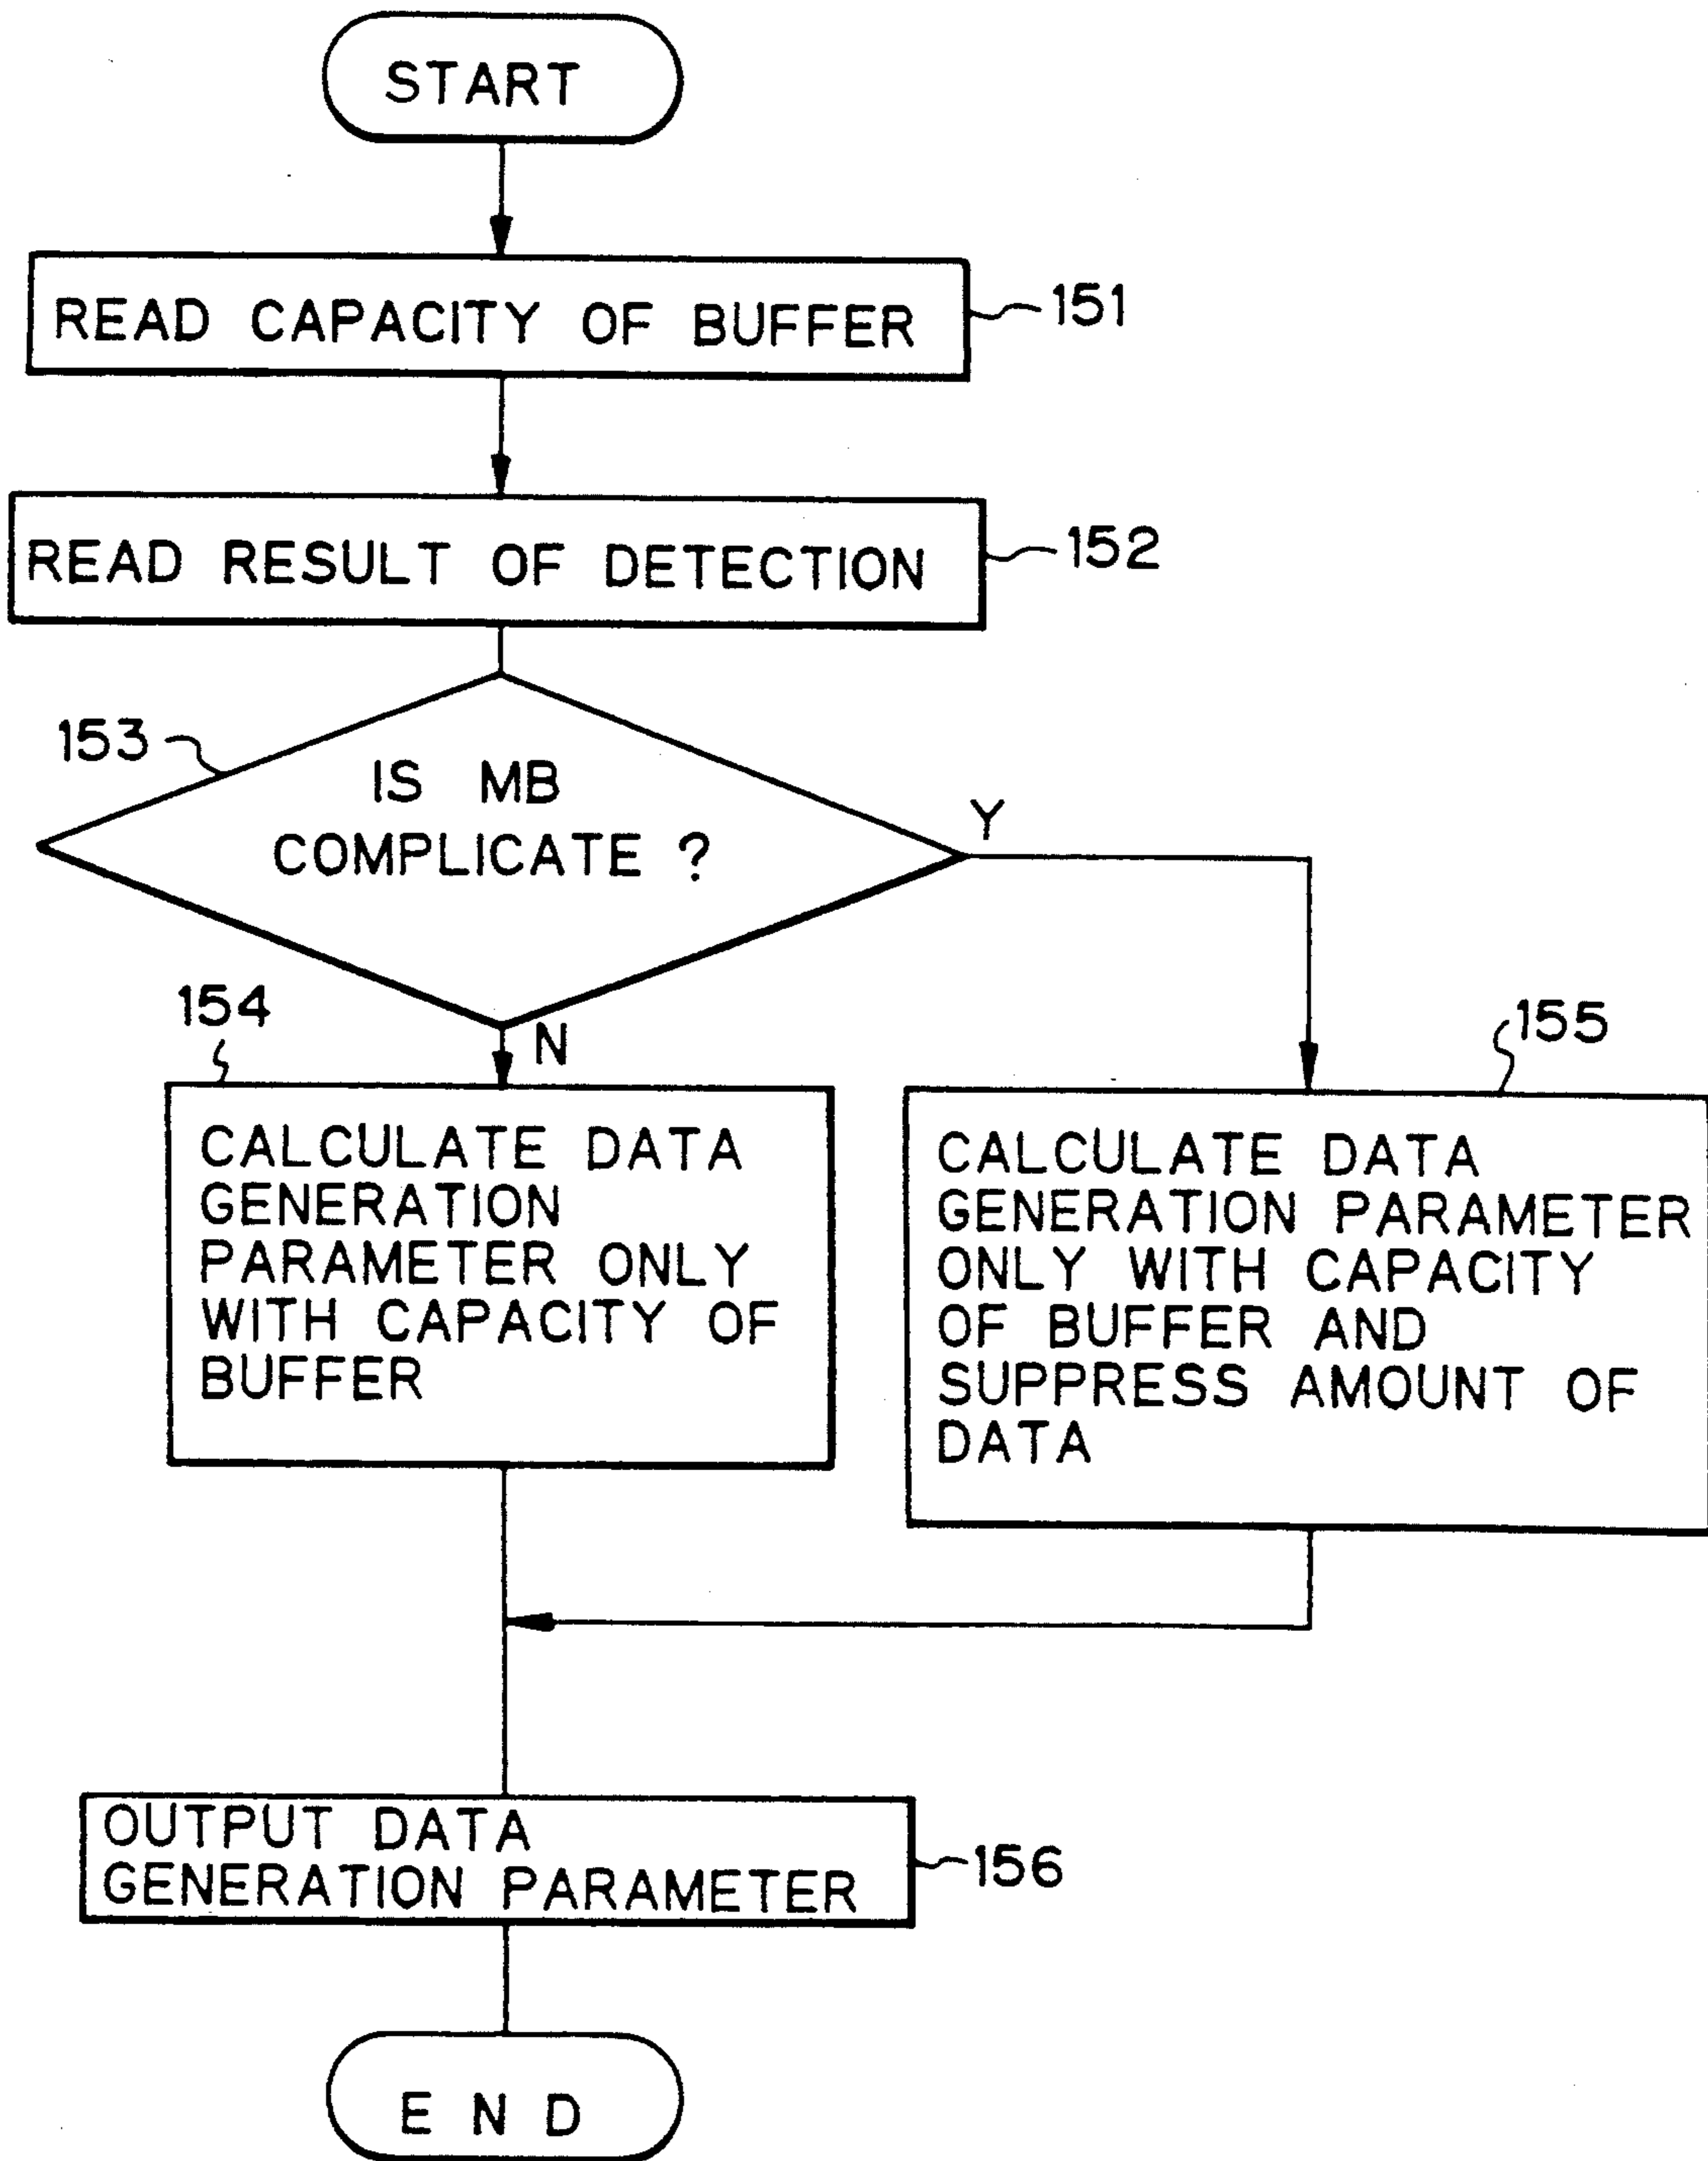 START
READ CAPACITY OF BUFFER
151
READ RESULT OF DETECTION
152
153
IS MB
COMPLICATE ?
Y
N
154
CALCULATE DATA
GENERATION
PARAMETER ONLY
WITH CAPACITY OF
BUFFER
155
CALCULATE DATA
GENERATION PARAMETER
ONLY WITH CAPACITY
OF BUFFER AND
SUPPRESS AMOUNT OF
DATA
OUTPUT DATA
GENERATION PARAMETER
156
END